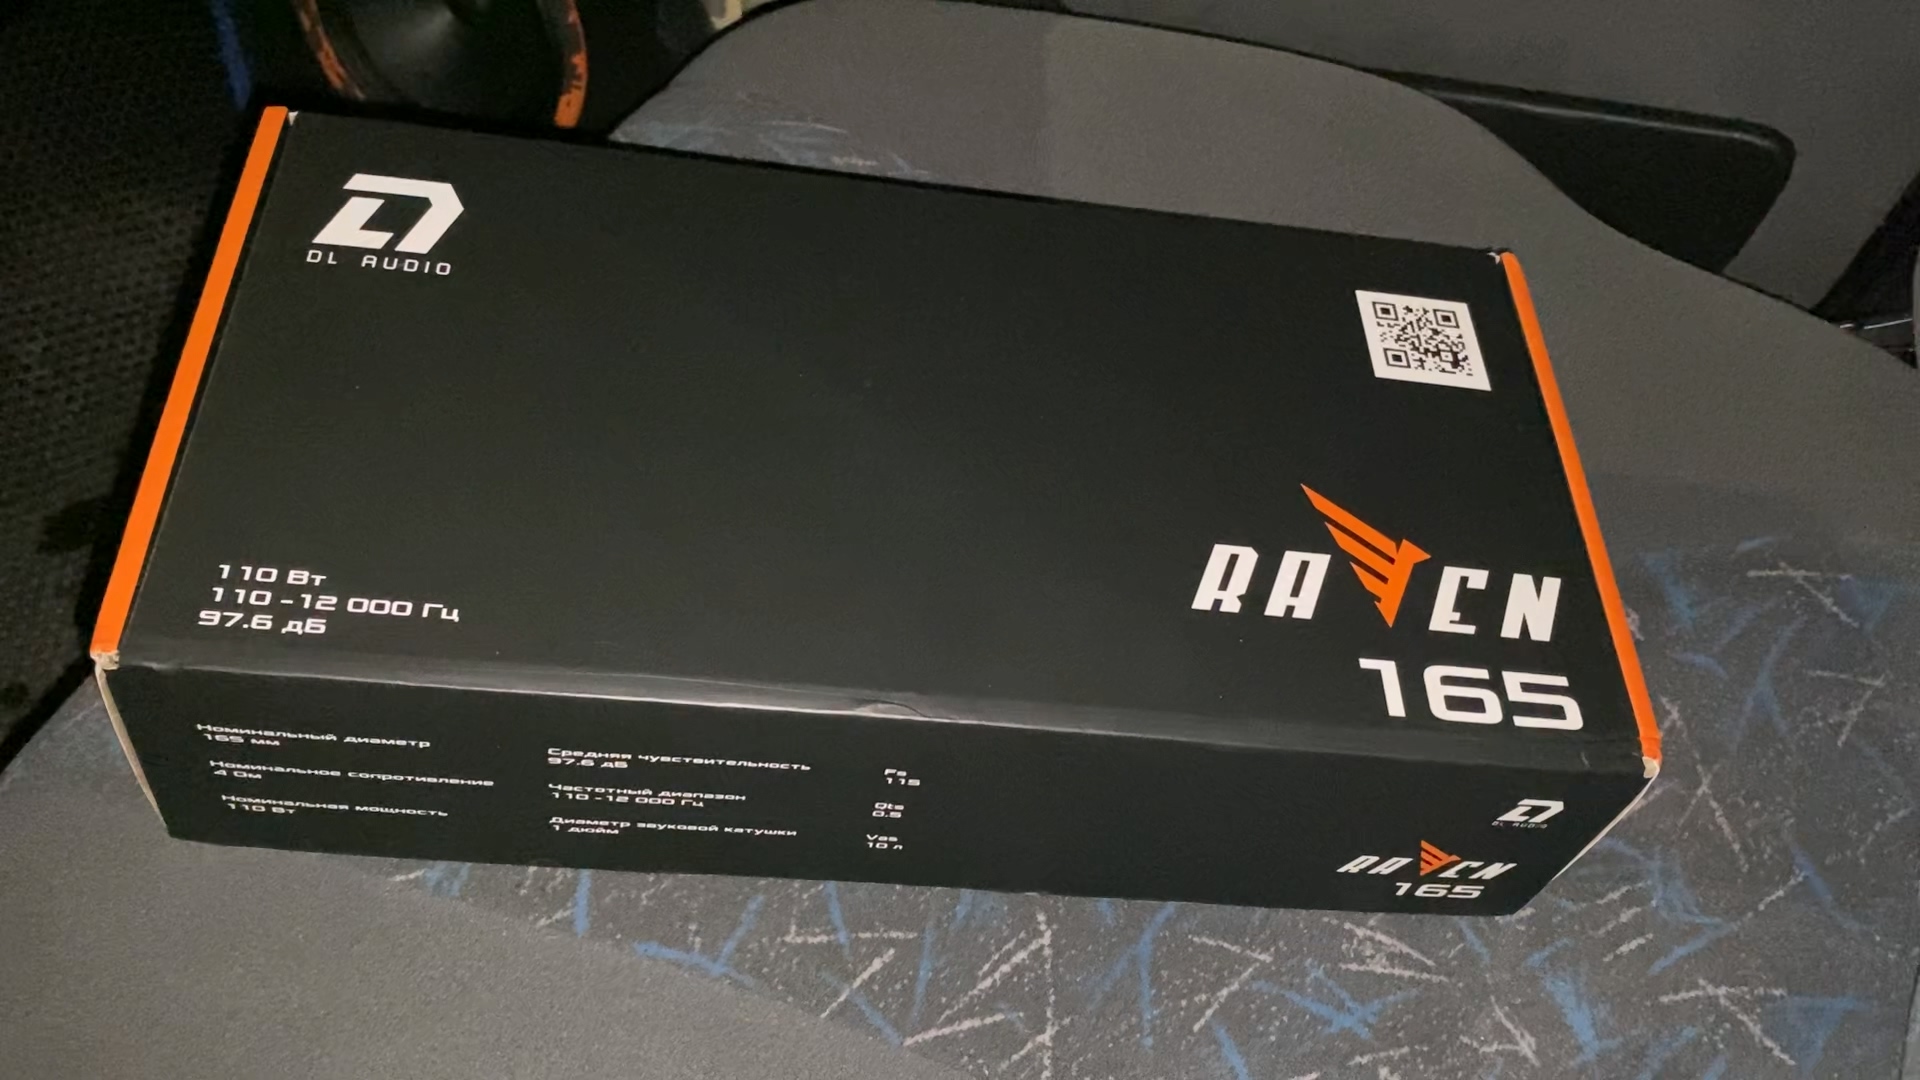 DL AUDIO
110 Вт
110 - 12 000 Гц
97.6 дБ
RAVEN
165
Номинальный диаметр
165 мм
Номинальное сопротивление
4 Ом
Номинальная мощность
110 Вт
Средняя чувствительность
97.6 дБ
Частотный диапазон
110 - 12 000 Гц
Диаметр звуковой катушки
1 дюйм
Fs
115
Qts
0.5
Vas
10 л
DL AUDIO
RAVEN
165